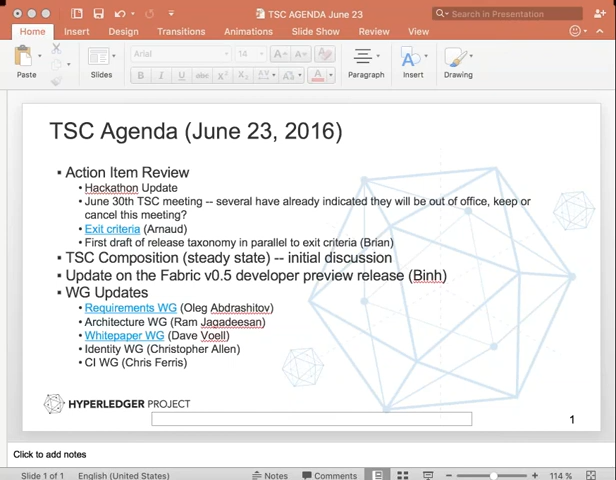 TSC AGENDA June 23
Search in Presentation
Home Insert Design Transitions Animations Slide Show Review View
Arial 14
Paste Slides Paragraph Insert Drawing
B I U abc X² X₂ AV Aa A
TSC Agenda (June 23, 2016)
▪ Action Item Review
▪ Hackathon Update
▪ June 30th TSC meeting -- several have already indicated they will be out of office, keep or
cancel this meeting?
▪ Exit criteria (Arnaud)
▪ First draft of release taxonomy in parallel to exit criteria (Brian)
▪ TSC Composition (steady state) -- initial discussion
▪ Update on the Fabric v0.5 developer preview release (Binh)
▪ WG Updates
▪ Requirements WG (Oleg Abdrashitov)
▪ Architecture WG (Ram Jagadeesan)
▪ Whitepaper WG (Dave Voell)
▪ Identity WG (Christopher Allen)
▪ CI WG (Chris Ferris)
HYPERLEDGER PROJECT
1
Click to add notes
Slide 1 of 1 English (United States) Notes Comments 114 %